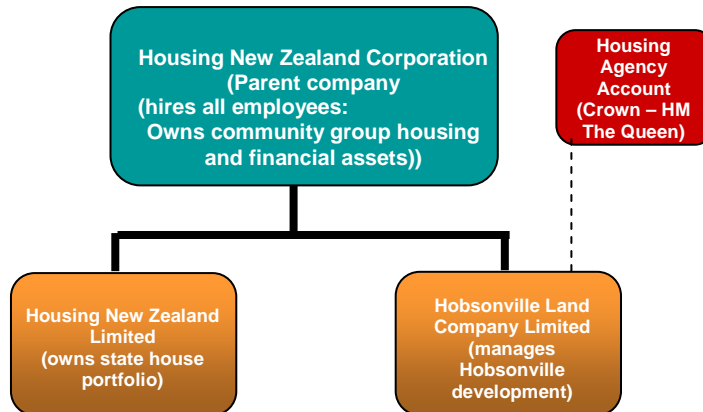 Housing New Zealand Corporation
(Parent company
(hires all employees:
Owns community group housing
and financial assets))
Housing
Agency
Account
(Crown – HM
The Queen)
Housing New Zealand
Limited
(owns state house
portfolio)
Hobsonville Land
Company Limited
(manages
Hobsonville
development)